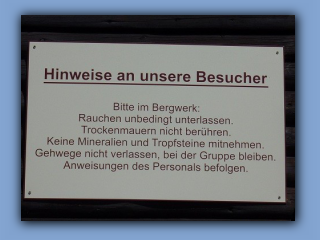 Hinweise an unsere Besucher
Bitte im Bergwerk:
Rauchen unbedingt unterlassen.
Trockenmauern nicht berühren.
Keine Mineralien und Tropfsteine mitnehmen.
Gehwege nicht verlassen, bei der Gruppe bleiben.
Anweisungen des Personals befolgen.